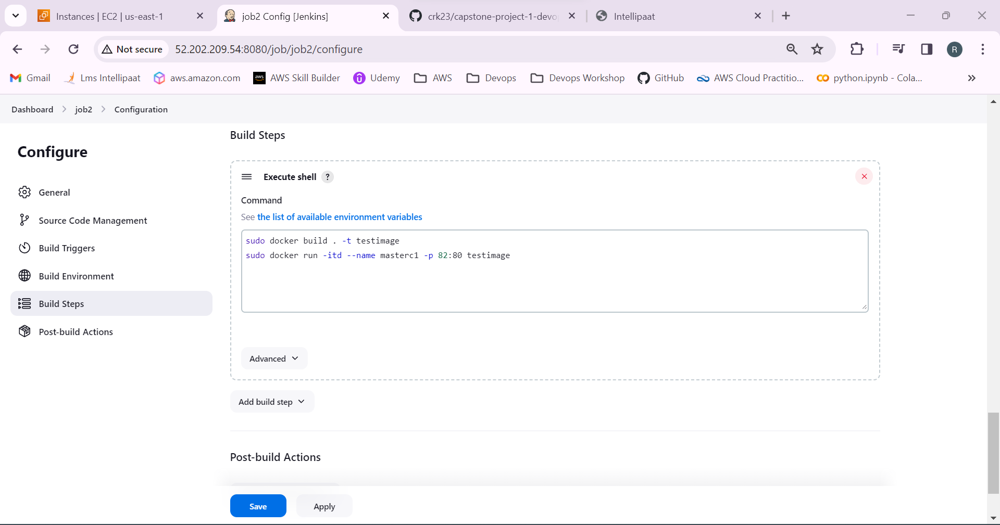 Instances | EC2 | us-east-1
job2 Config [Jenkins]
crk23/capstone-project-1-devo
Intellipaat
Not secure
52.202.209.54:8080/job/job2/configure
R
Gmail
Lms Intellipaat
aws.amazon.com
aws
AWS Skill Builder
Udemy
AWS
Devops
Devops Workshop
GitHub
AWS Cloud Practitio...
python.ipynb - Cola...
Dashboard
job2
Configuration
Configure
General
Source Code Management
Build Triggers
Build Environment
Build Steps
Post-build Actions
Build Steps
Execute shell ?
Command
See the list of available environment variables
sudo docker build . -t testimage
sudo docker run -itd --name masterc1 -p 82:80 testimage
Advanced
Add build step
Post-build Actions
Save
Apply